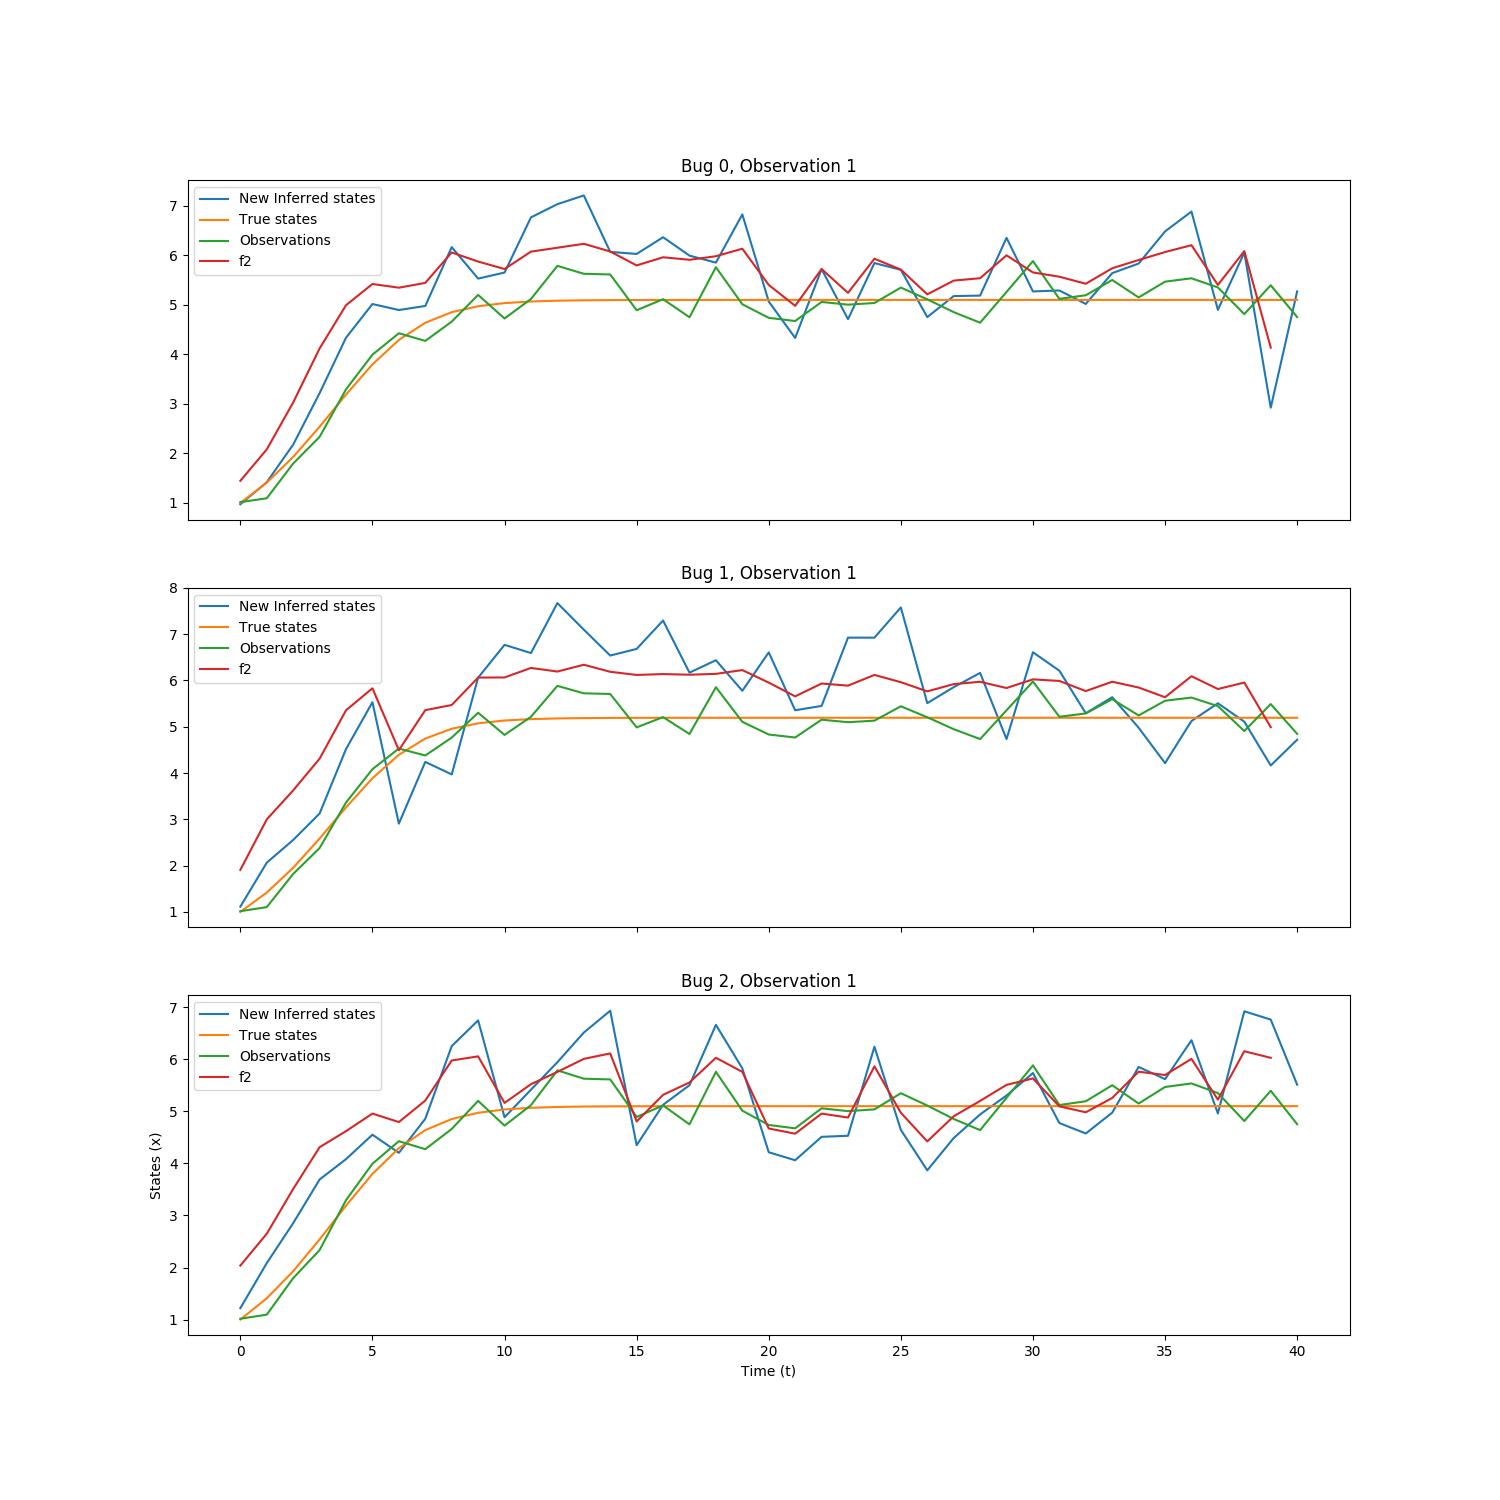 Bug 0, Observation 1
New Inferred states
True states
Observations
f2
7
6
5
4
3
2
1
Bug 1, Observation 1
New Inferred states
True states
Observations
f2
8
7
6
5
4
3
2
1
Bug 2, Observation 1
New Inferred states
True states
Observations
f2
7
6
5
4
3
2
1
States (x)
0 5 10 15 20 25 30 35 40
Time (t)